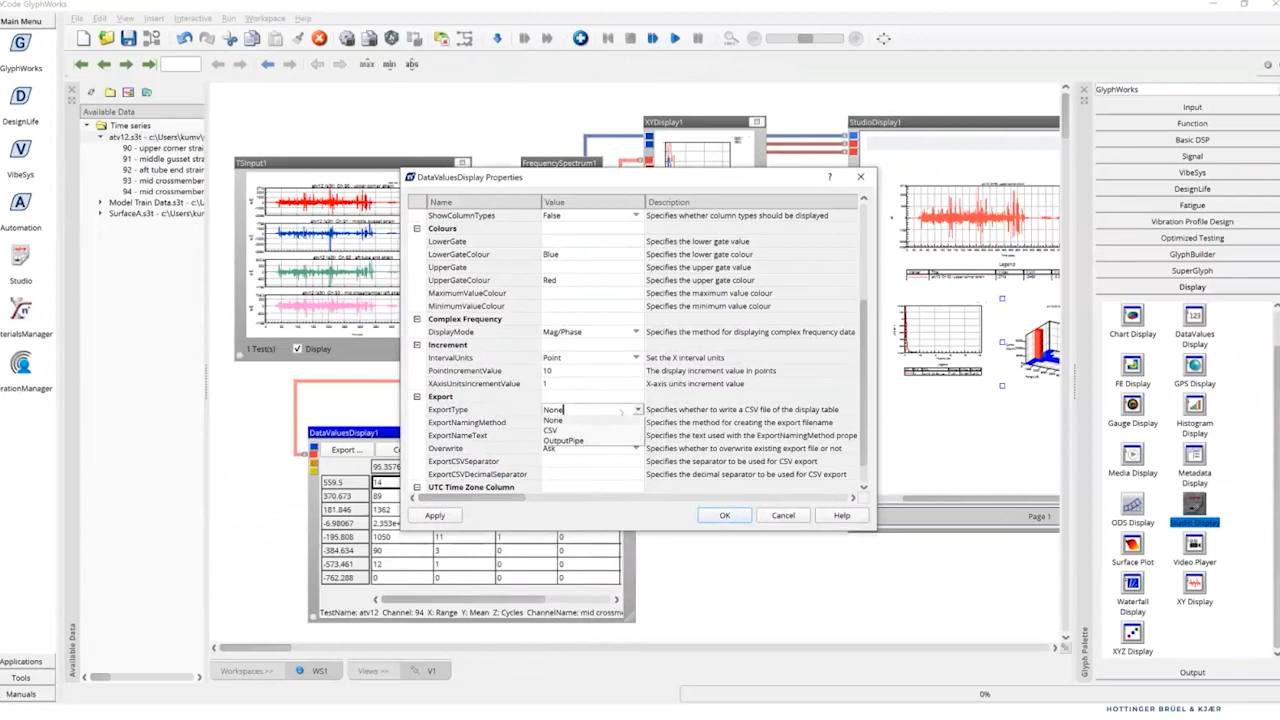 nCode GlyphWorks
Main Menu
File Edit View Insert Interactive Run Workspace Help
GlyphWorks
DesignLife
VibeSys
Automation
Studio
terialsManager
erationManager
Applications
Tools
Manuals
max min abs
Available Data
Time series
atv12.s3t - c:\Users\kumv\
90 - upper corner strai
91 - middle gusset stra
92 - aft tube end strain
93 - mid crossmember
94 - mid crossmember
Model Train Data.s3t - c:\
SurfaceA.s3t - c:\Users\ku
Available Data
TSInput1
1 Test(s) Display
FrequencySpectrum1
XYDisplay1
StudioDisplay1
Legend
Page 1
DataValuesDisplay Properties
?
Name Value Description
ShowColumnTypes False Specifies whether column types should be displayed
Colours
LowerGate Specifies the lower gate value
LowerGateColour Blue Specifies the lower gate colour
UpperGate Specifies the upper gate value
UpperGateColour Red Specifies the upper gate colour
MaximumValueColour Specifies the maximum value colour
MinimumValueColour Specifies the minimum value colour
Complex Frequency
DisplayMode Mag/Phase Specifies the method for displaying complex frequency data
Increment
IntervalUnits Point Set the X interval units
PointIncrementValue 10 The display increment value in points
XAxisUnitsIncrementValue 1 X-axis units increment value
Export
ExportType None Specifies whether to write a CSV file of the display table
None
CSV
OutputPipe
ExportNamingMethod Specifies the method for creating the export filename
ExportNameText Specifies the text used with the ExportNamingMethod prope
Overwrite Ask Specifies whether to overwrite existing export file or not
ExportCSVSeparator Specifies the separator to be used for CSV export
ExportCSVDecimalSeparator Specifies the decimal separator to be used for CSV export
UTC Time Zone Column
Apply OK Cancel Help
DataValuesDisplay1
Export ...
95.3576
559.5 14
370.673 89
181.846 1362
-6.98067 2.353e+
-195.808 1050 11 1 0
-384.634 90 3 0 0
-573.461 12 1 0 0
-762.288 0 0 0 0
TestName: atv12 Channel: 94 X: Range Y: Mean Z: Cycles ChannelName: mid crossm
Workspaces >> WS1 Views >> V1
0%
Glyph Palette
GlyphWorks
Input
Function
Basic DSP
Signal
VibeSys
DesignLife
Fatigue
Vibration Profile Design
Optimized Testing
GlyphBuilder
SuperGlyph
Display
Chart Display
DataValues Display
FE Display
GPS Display
Gauge Display
Histogram Display
Media Display
Metadata Display
ODS Display
Studio Display
Surface Plot
Video Player
Waterfall Display
XY Display
XYZ Display
Output
HOTTINGER BRÜEL & KJÆR